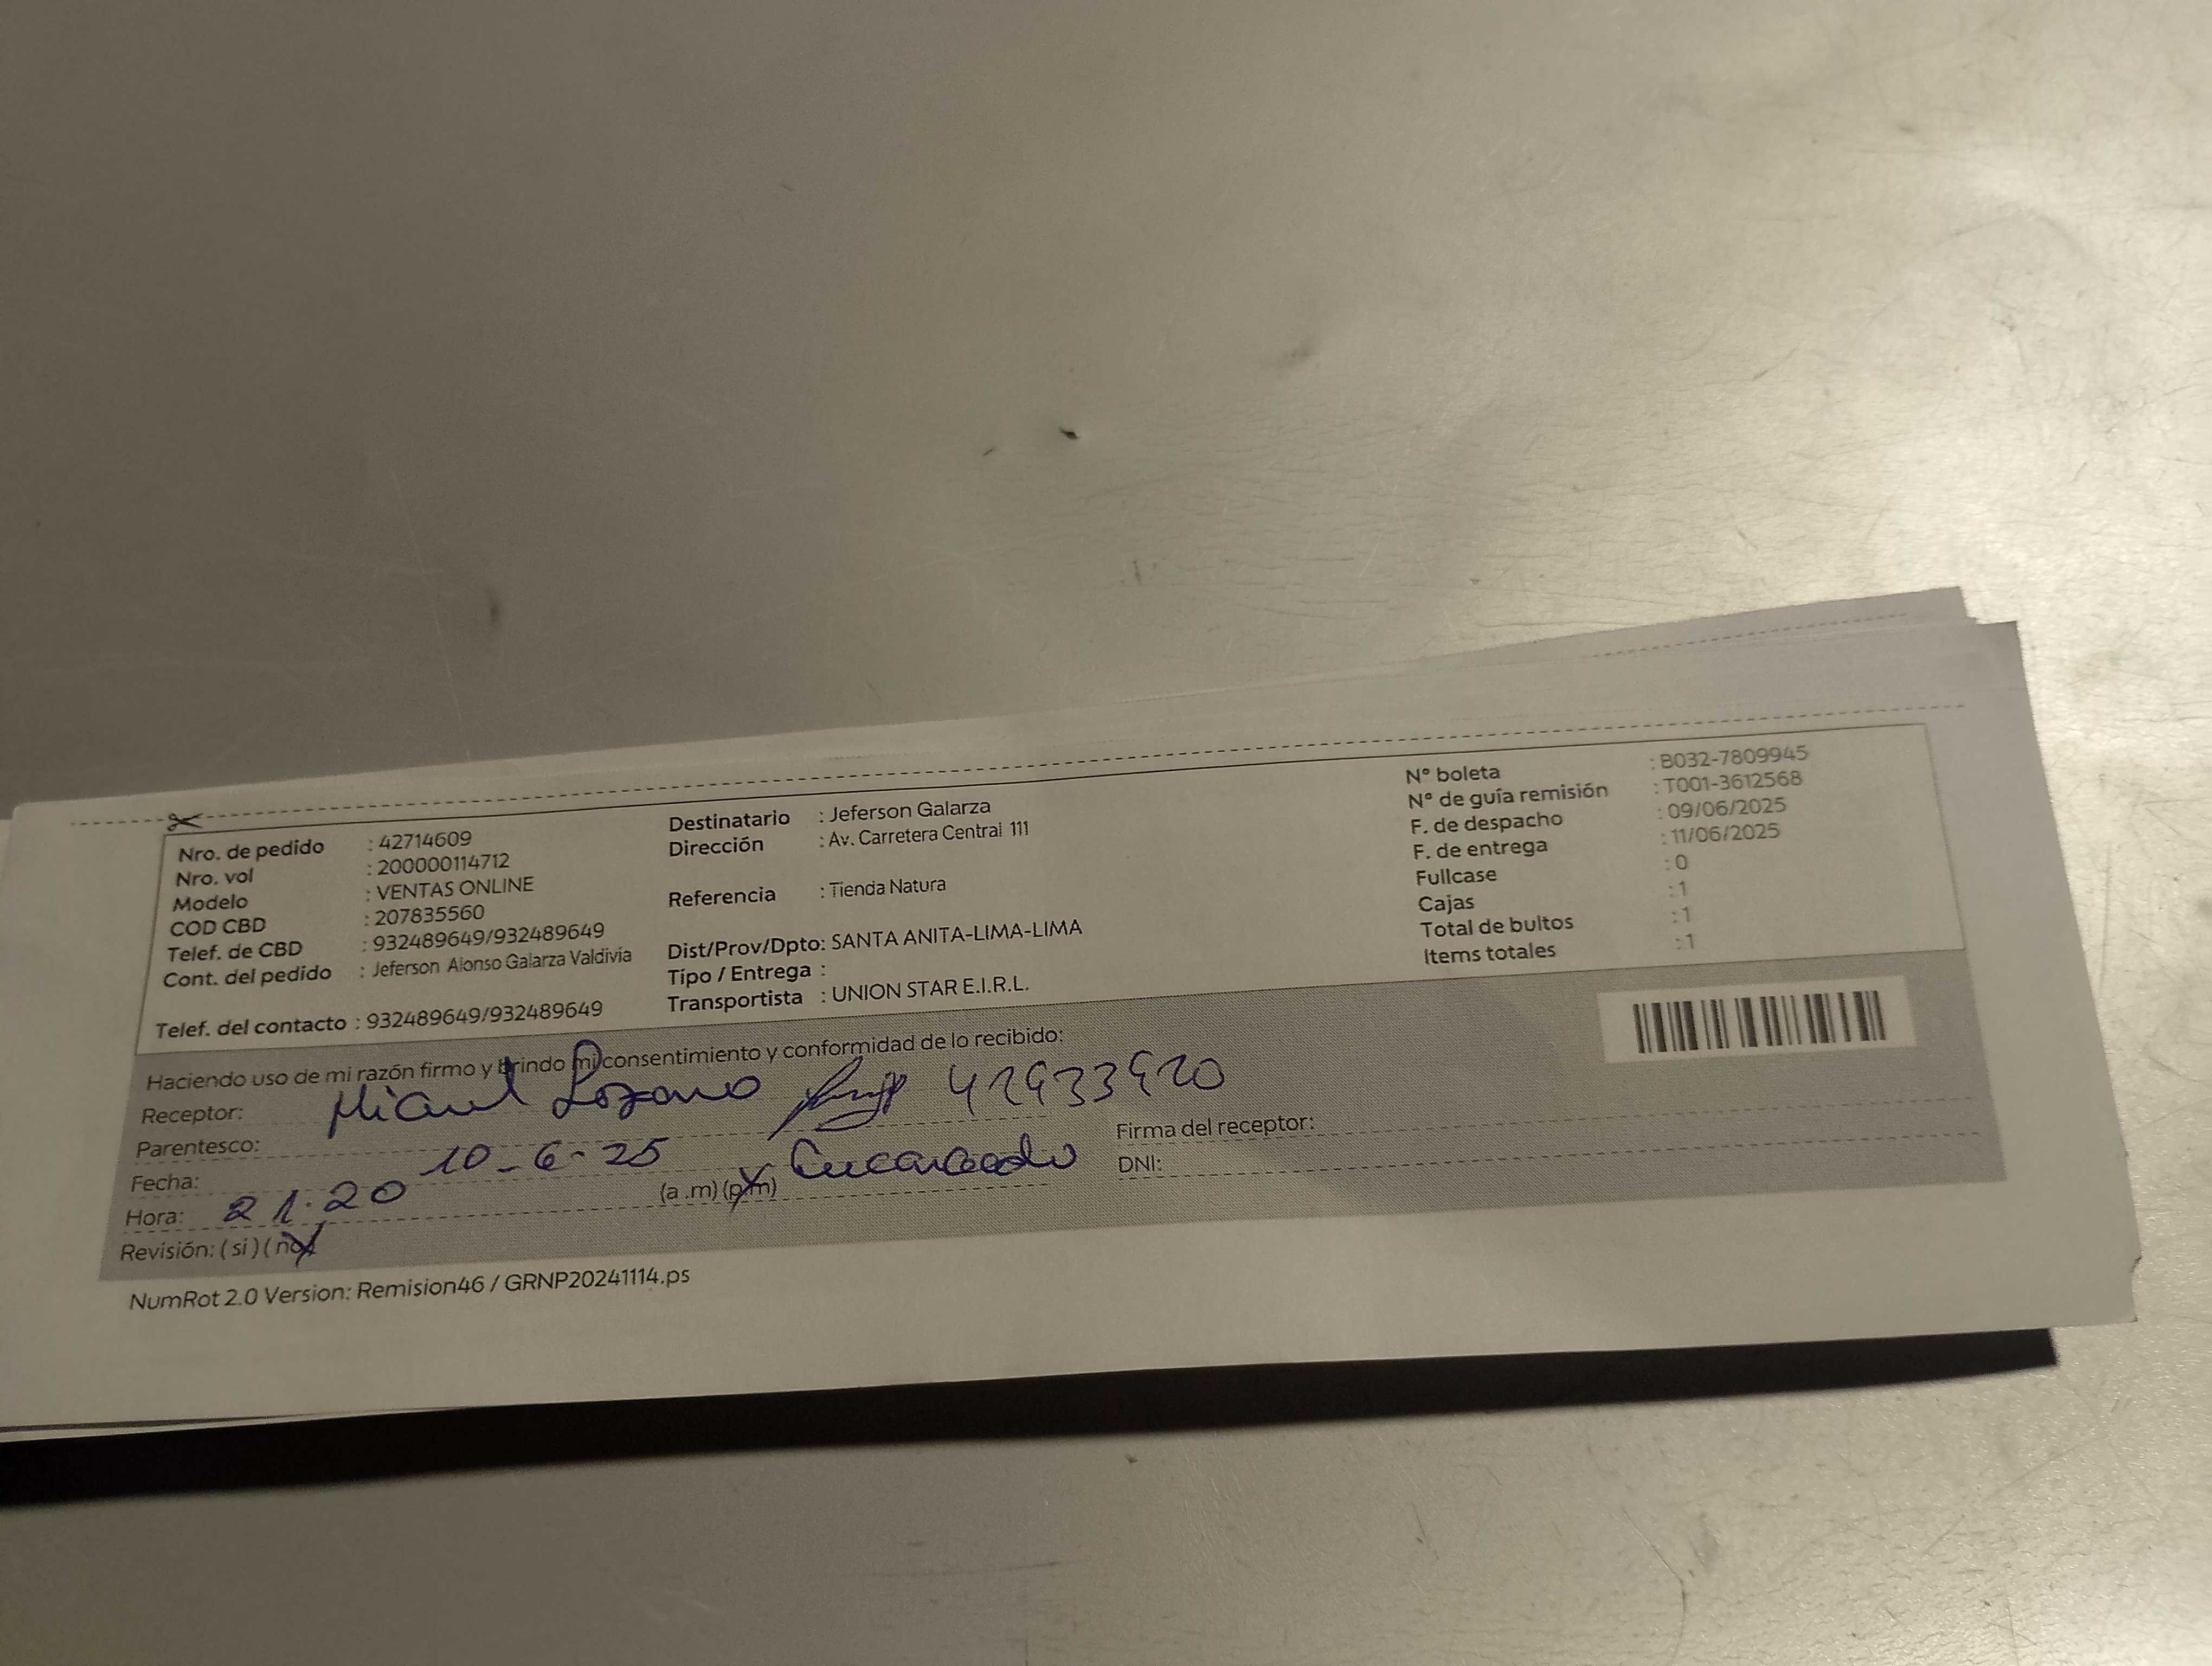 Nro. de pedido : 42714609
Nro. vol : 200000114712
Modelo : VENTAS ONLINE
COD CBD : 207835560
Telef. de CBD : 932489649/932489649
Cont. del pedido : Jeferson Alonso Galarza Valdivia
Telef. del contacto : 932489649/932489649
Destinatario : Jeferson Galarza
Dirección : Av. Carretera Central 111
Referencia : Tienda Natura
Dist/Prov/Dpto: SANTA ANITA-LIMA-LIMA
Tipo / Entrega :
Transportista : UNION STAR E.I.R.L.
N° boleta : B032-7809945
N° de guía remisión : T001-3612568
F. de despacho : 09/06/2025
F. de entrega : 11/06/2025
Fullcase : 0
Cajas : 1
Total de bultos : 1
Items totales : 1
Haciendo uso de mi razón firmo y brindo mi consentimiento y conformidad de lo recibido:
Receptor: Miguel Lozano
Parentesco:
Fecha: 10-6-25
Hora: 21.20 (a .m) (p.m) Encargado
Revisión: ( si ) ( no )
Firma del receptor:
DNI:
NumRot 2.0 Version: Remision46 / GRNP20241114.ps